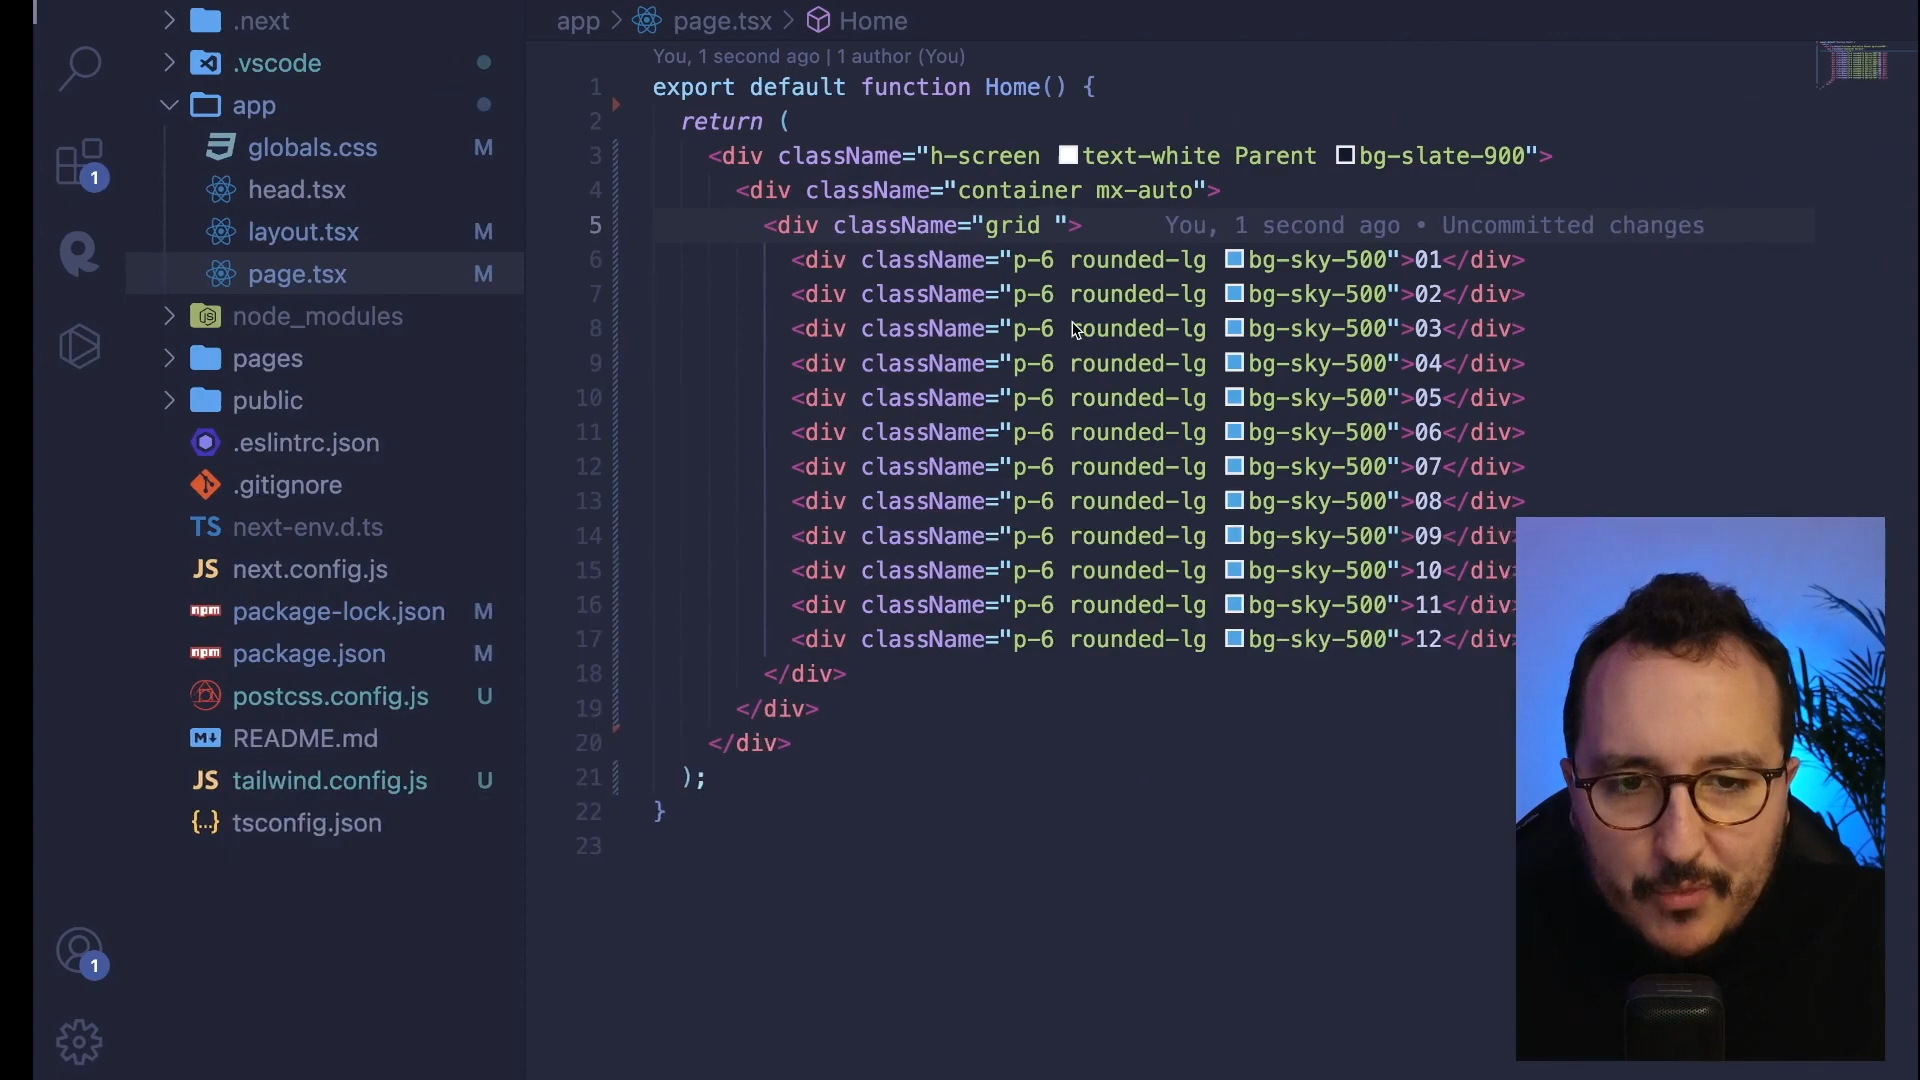 .next
.vscode
app
globals.css M
head.tsx
layout.tsx M
page.tsx M
node_modules
pages
public
.eslintrc.json
.gitignore
TS next-env.d.ts
JS next.config.js
npm package-lock.json M
npm package.json M
postcss.config.js U
M README.md
JS tailwind.config.js U
{..} tsconfig.json
1
1
app > page.tsx > Home
You, 1 second ago | 1 author (You)
1 export default function Home() {
2 return (
3 <div className="h-screen text-white Parent bg-slate-900">
4 <div className="container mx-auto">
5 <div className="grid "> You, 1 second ago • Uncommitted changes
6 <div className="p-6 rounded-lg bg-sky-500">01</div>
7 <div className="p-6 rounded-lg bg-sky-500">02</div>
8 <div className="p-6 rounded-lg bg-sky-500">03</div>
9 <div className="p-6 rounded-lg bg-sky-500">04</div>
10 <div className="p-6 rounded-lg bg-sky-500">05</div>
11 <div className="p-6 rounded-lg bg-sky-500">06</div>
12 <div className="p-6 rounded-lg bg-sky-500">07</div>
13 <div className="p-6 rounded-lg bg-sky-500">08</div>
14 <div className="p-6 rounded-lg bg-sky-500">09</div
15 <div className="p-6 rounded-lg bg-sky-500">10</div
16 <div className="p-6 rounded-lg bg-sky-500">11</div
17 <div className="p-6 rounded-lg bg-sky-500">12</div
18 </div>
19 </div>
20 </div>
21 );
22 }
23